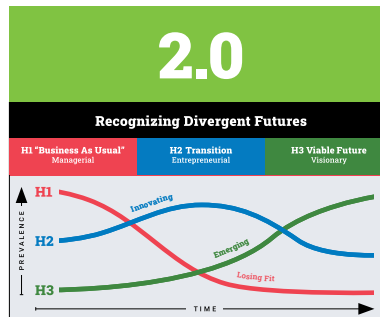 2.0
Recognizing Divergent Futures
H1 "Business As Usual"
Managerial
H2 Transition
Entrepreneurial
H3 Viable Future
Visionary
H1
H2
H3
PREVALENCE
Innovating
Emerging
Losing Fit
TIME